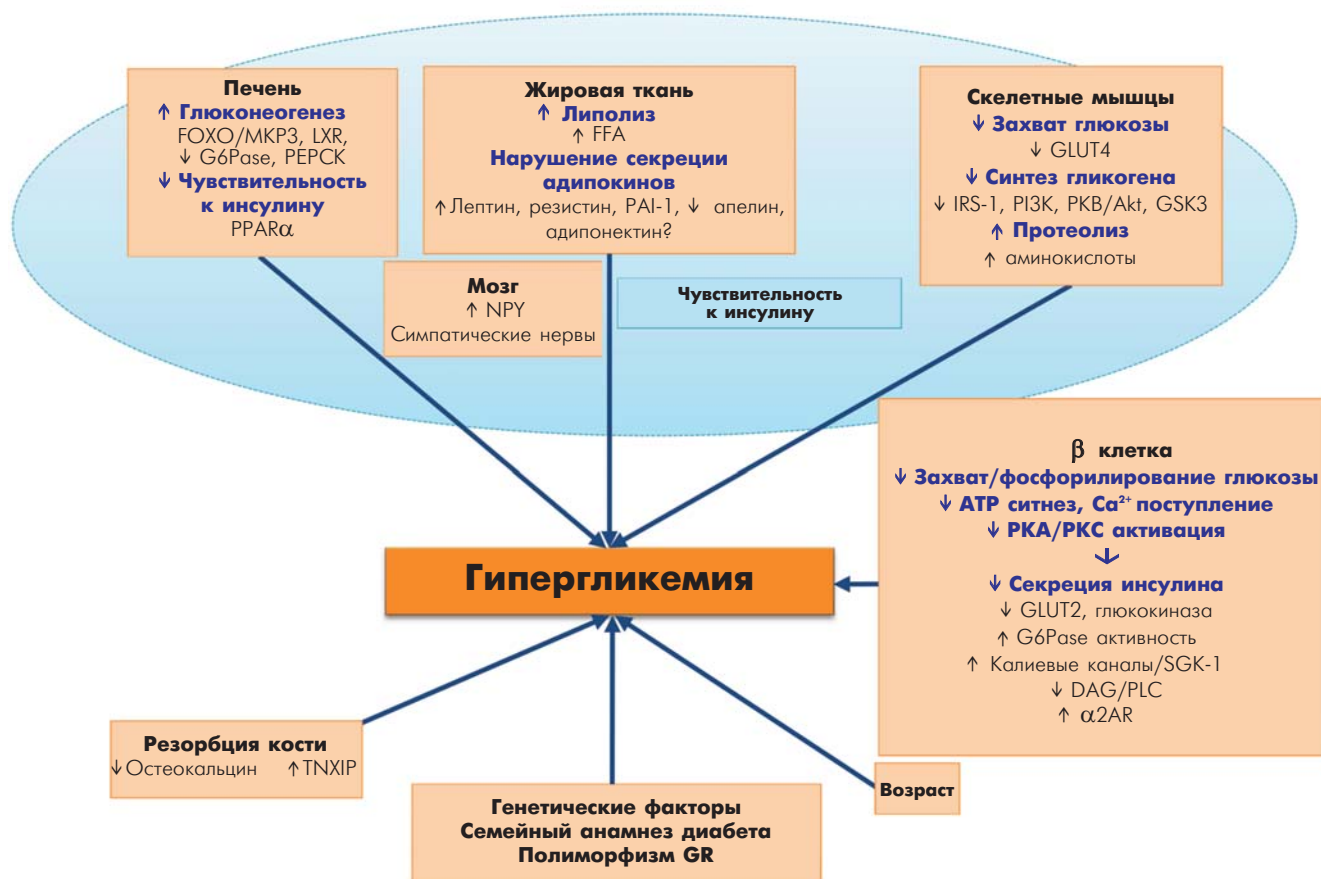 Печень
↑ Глюконеогенез
FOXO/MKP3, LXR,
↓ G6Pase, PEPCK
↓ Чувствительность
к инсулину
PPARα
Жировая ткань
↑ Липолиз
↑ FFA
Нарушение секреции
адипокинов
↑ Лептин, резистин, PAI-1, ↓ апелин,
адипонектин?
Скелетные мышцы
↓ Захват глюкозы
↓ GLUT4
↓ Синтез гликогена
↓ IRS-1, PI3K, PKB/Akt, GSK3
↑ Протеолиз
↑ аминокислоты
Мозг
↑ NPY
Симпатические нервы
Чувствительность
к инсулину
β клетка
↓ Захват/фосфорилирование глюкозы
↓ АТР ситнез, Ca²⁺ поступление
↓ PKA/PKC активация
↓
↓ Секреция инсулина
↓ GLUT2, глюкокиназа
↑ G6Pase активность
↑ Калиевые каналы/SGK-1
↓ DAG/PLC
↑ α2AR
Гипергликемия
Резорбция кости
↓ Остеокальцин ↑ TNXIP
Генетические факторы
Семейный анамнез диабета
Полиморфизм GR
Возраст